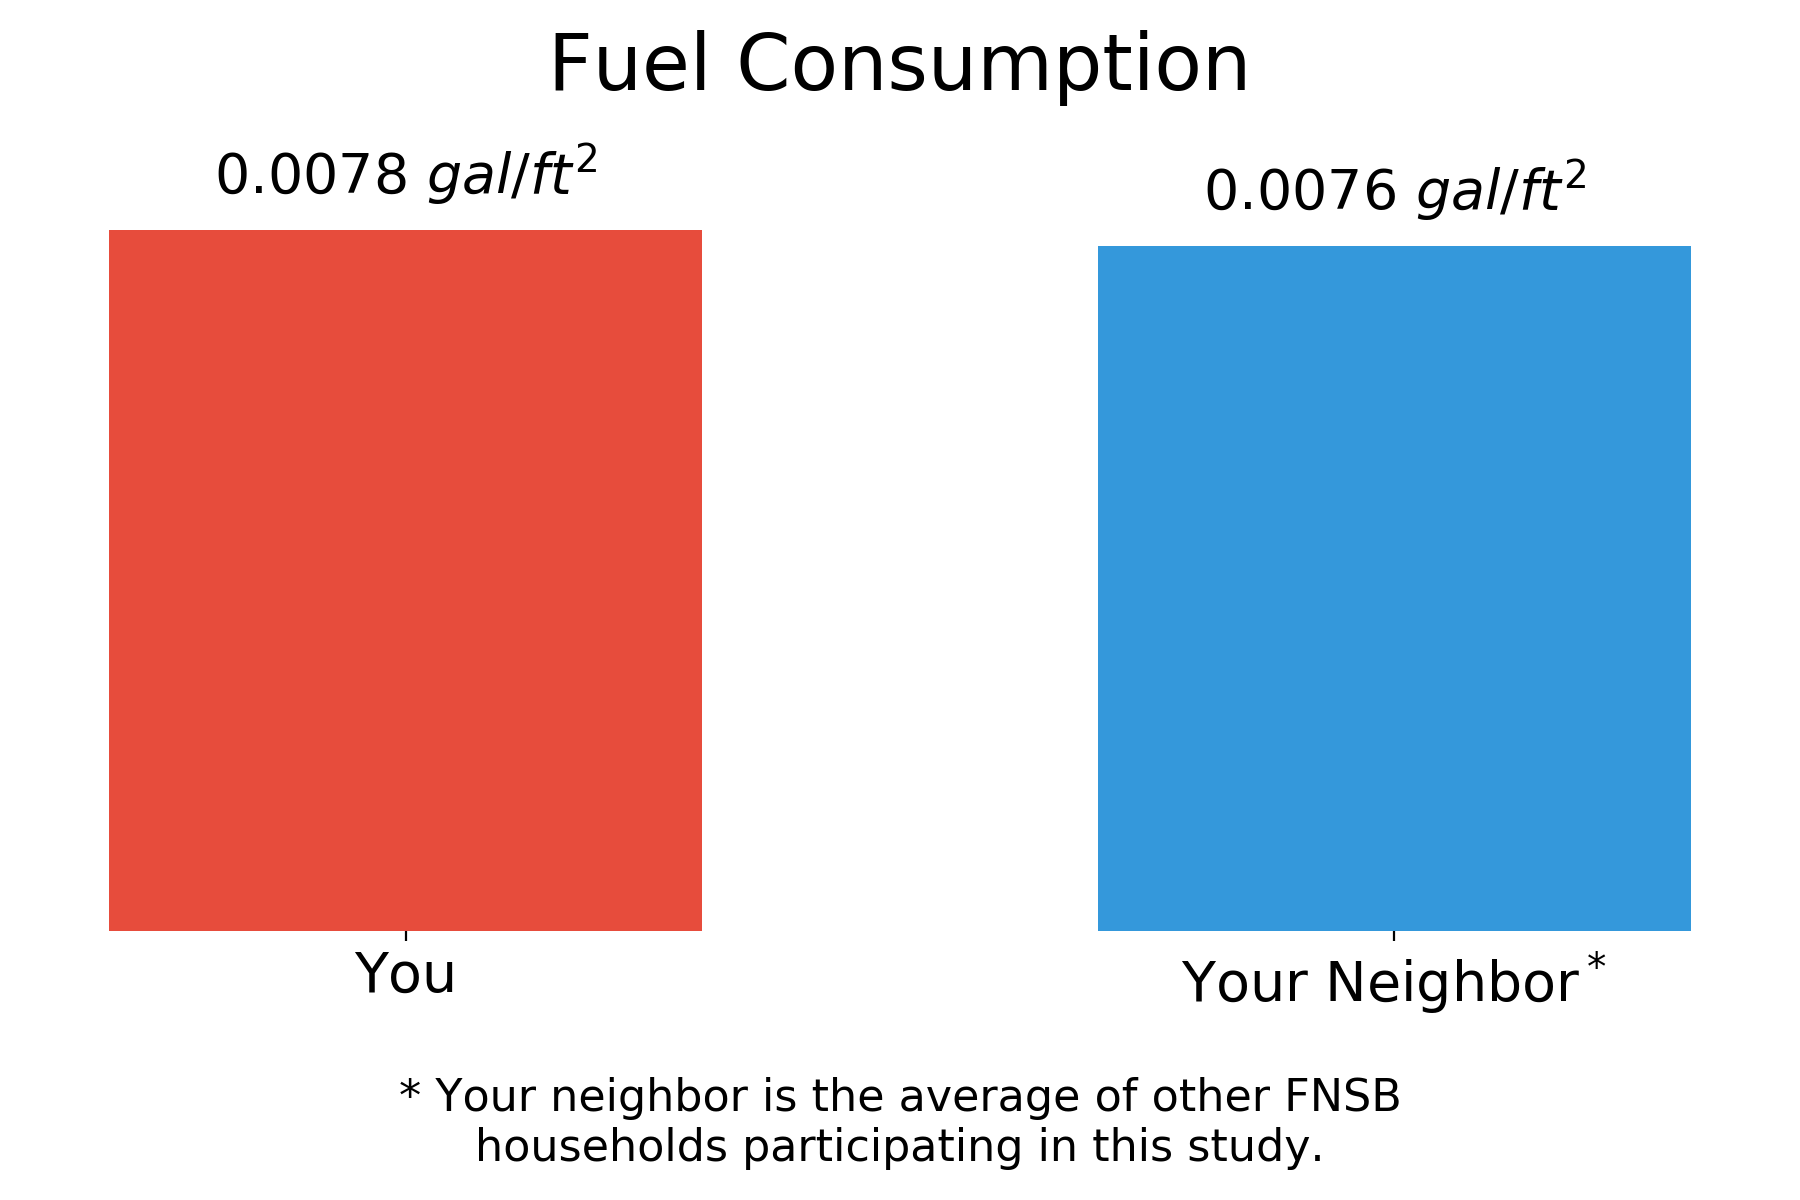 Fuel Consumption
0.0078 gal/ft²
0.0076 gal/ft²
You
Your Neighbor*
* Your neighbor is the average of other FNSB
households participating in this study.